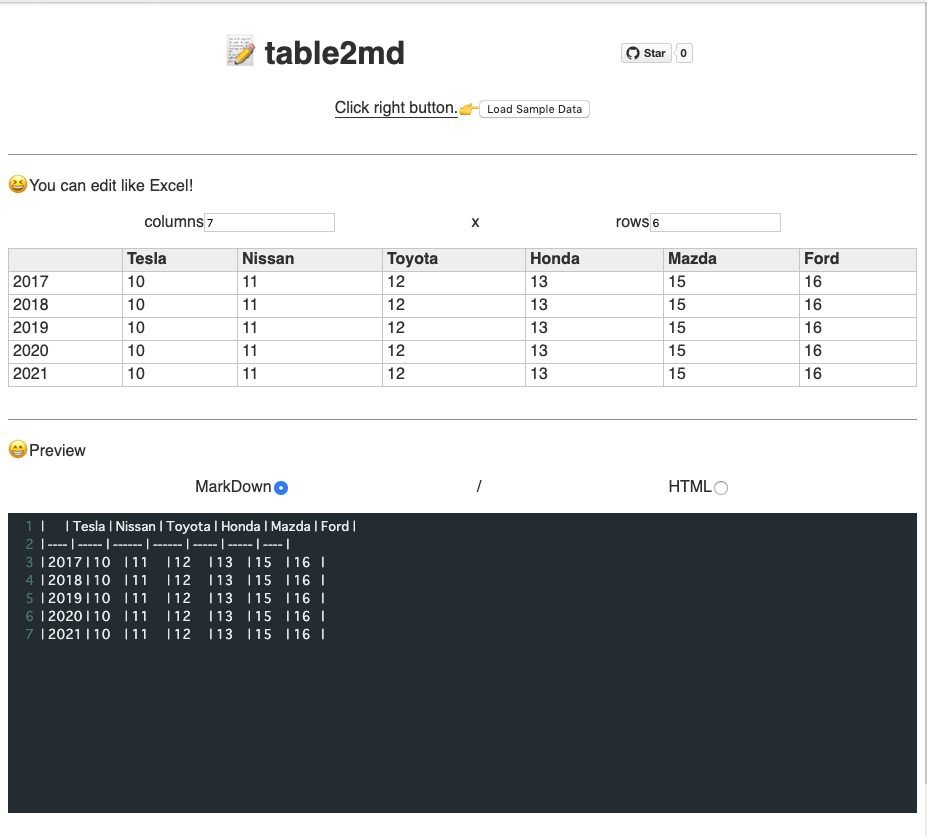 📝 table2md
Star 0
Click right button.👉 Load Sample Data
😆You can edit like Excel!
columns 7 x rows 6
Tesla Nissan Toyota Honda Mazda Ford
2017 10 11 12 13 15 16
2018 10 11 12 13 15 16
2019 10 11 12 13 15 16
2020 10 11 12 13 15 16
2021 10 11 12 13 15 16
😁Preview
MarkDown / HTML
1 |    | Tesla | Nissan | Toyota | Honda | Mazda | Ford |
2 |---- | ----- | ------ | ------ | ----- | ----- | ---- |
3 | 2017 | 10 | 11 | 12 | 13 | 15 | 16 |
4 | 2018 | 10 | 11 | 12 | 13 | 15 | 16 |
5 | 2019 | 10 | 11 | 12 | 13 | 15 | 16 |
6 | 2020 | 10 | 11 | 12 | 13 | 15 | 16 |
7 | 2021 | 10 | 11 | 12 | 13 | 15 | 16 |